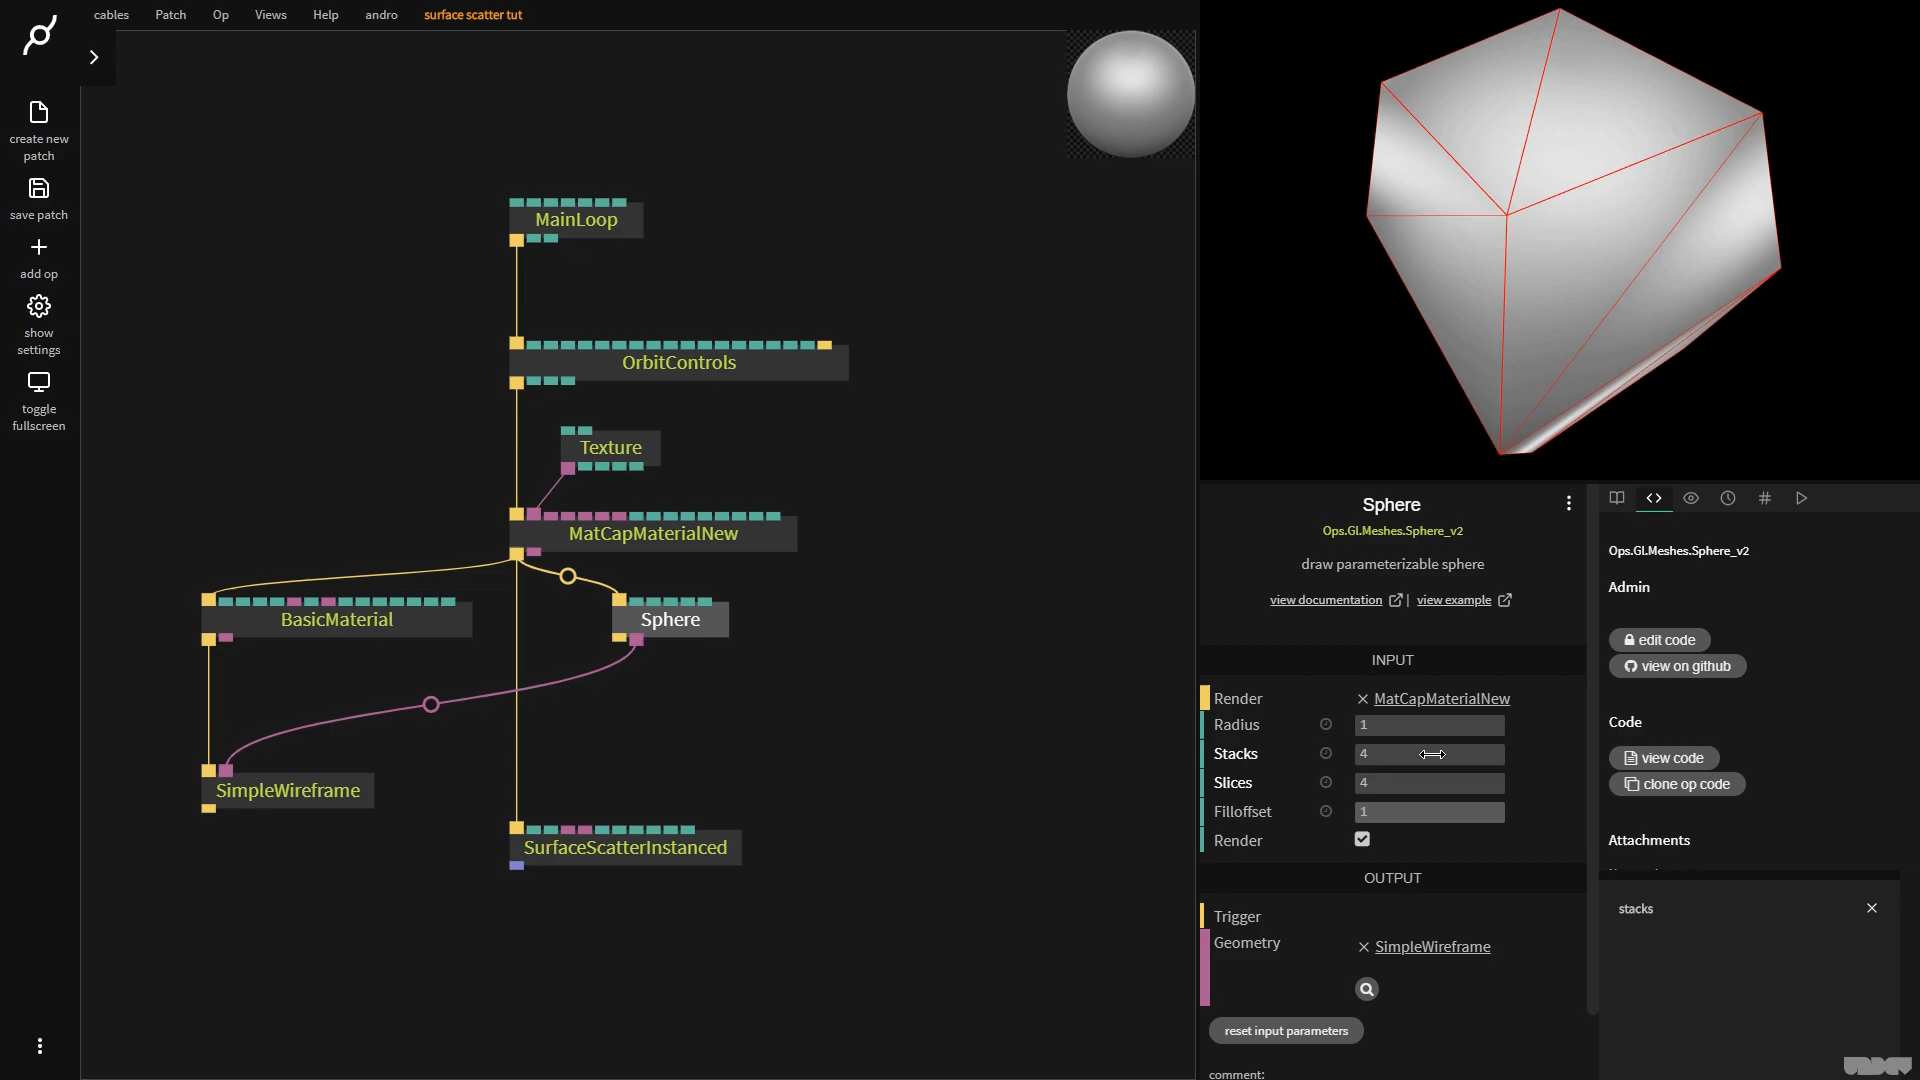 cables
Patch
Op
Views
Help
andro
surface scatter tut
create new
patch
save patch
add op
show
settings
toggle
fullscreen
MainLoop
OrbitControls
Texture
MatCapMaterialNew
BasicMaterial
Sphere
SimpleWireframe
SurfaceScatterInstanced
Sphere
Ops.Gl.Meshes.Sphere_v2
draw parameterizable sphere
view documentation | view example
INPUT
Render MatCapMaterialNew
Radius 1
Stacks 4
Slices 4
Filloffset 1
Render
OUTPUT
Trigger
Geometry SimpleWireframe
reset input parameters
comment:
Ops.Gl.Meshes.Sphere_v2
Admin
edit code
view on github
Code
view code
clone op code
Attachments
stacks